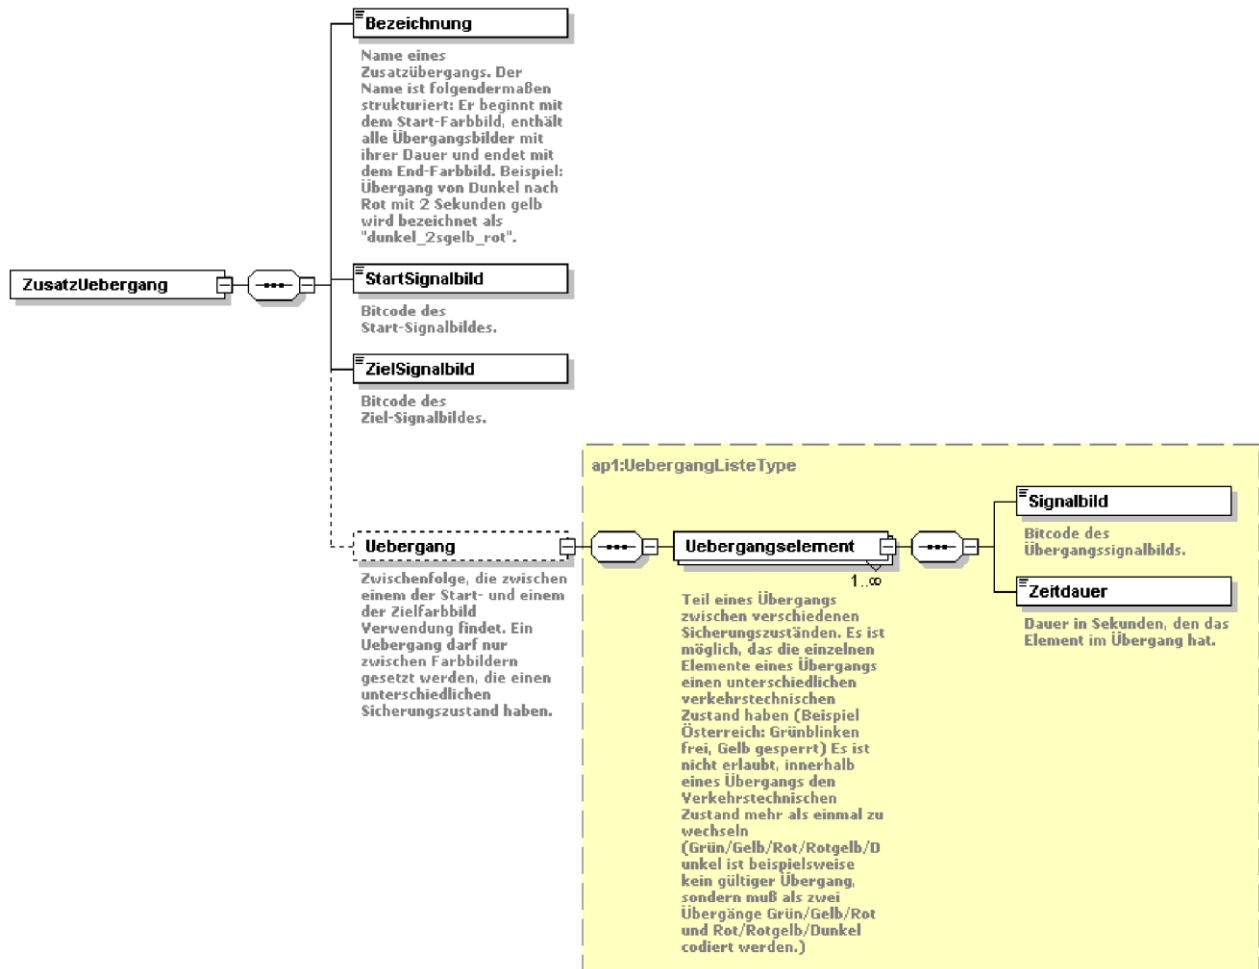 Bezeichnung
Name eines
Zusatzübergangs. Der
Name ist folgendermaßen
strukturiert: Er beginnt mit
dem Start-Farbbild, enthält
alle Übergangsbilder mit
ihrer Dauer und endet mit
dem End-Farbbild. Beispiel:
Übergang von Dunkel nach
Rot mit 2 Sekunden gelb
wird bezeichnet als
"dunkel_2sgelb_rot".
ZusatzUebergang
StartSignalbild
Bitcode des
Start-Signalbildes.
ZielSignalbild
Bitcode des
Ziel-Signalbildes.
Uebergang
Zwischenfolge, die zwischen
einem der Start- und einem
der Zielfarbbild
Verwendung findet. Ein
Uebergang darf nur
zwischen Farbbildern
gesetzt werden, die einen
unterschiedlichen
Sicherungszustand haben.
ap1:UebergangListeType
Uebergangselement
1..∞
Teil eines Übergangs
zwischen verschiedenen
Sicherungszuständen. Es ist
möglich, das die einzelnen
Elemente eines Übergangs
einen unterschiedlichen
verkehrstechnischen
Zustand haben (Beispiel
Österreich: Grünblinken
frei, Gelb gesperrt) Es ist
nicht erlaubt, innerhalb
eines Übergangs den
Verkehrstechnischen
Zustand mehr als einmal zu
wechseln
(Grün/Gelb/Rot/Rotgelb/D
unkel ist beispielsweise
kein gültiger Übergang,
sondern muß als zwei
Übergänge Grün/Gelb/Rot
und Rot/Rotgelb/Dunkel
codiert werden.)
Signalbild
Bitcode des
Übergangssignalbilds.
Zeitdauer
Dauer in Sekunden, den das
Element im Übergang hat.